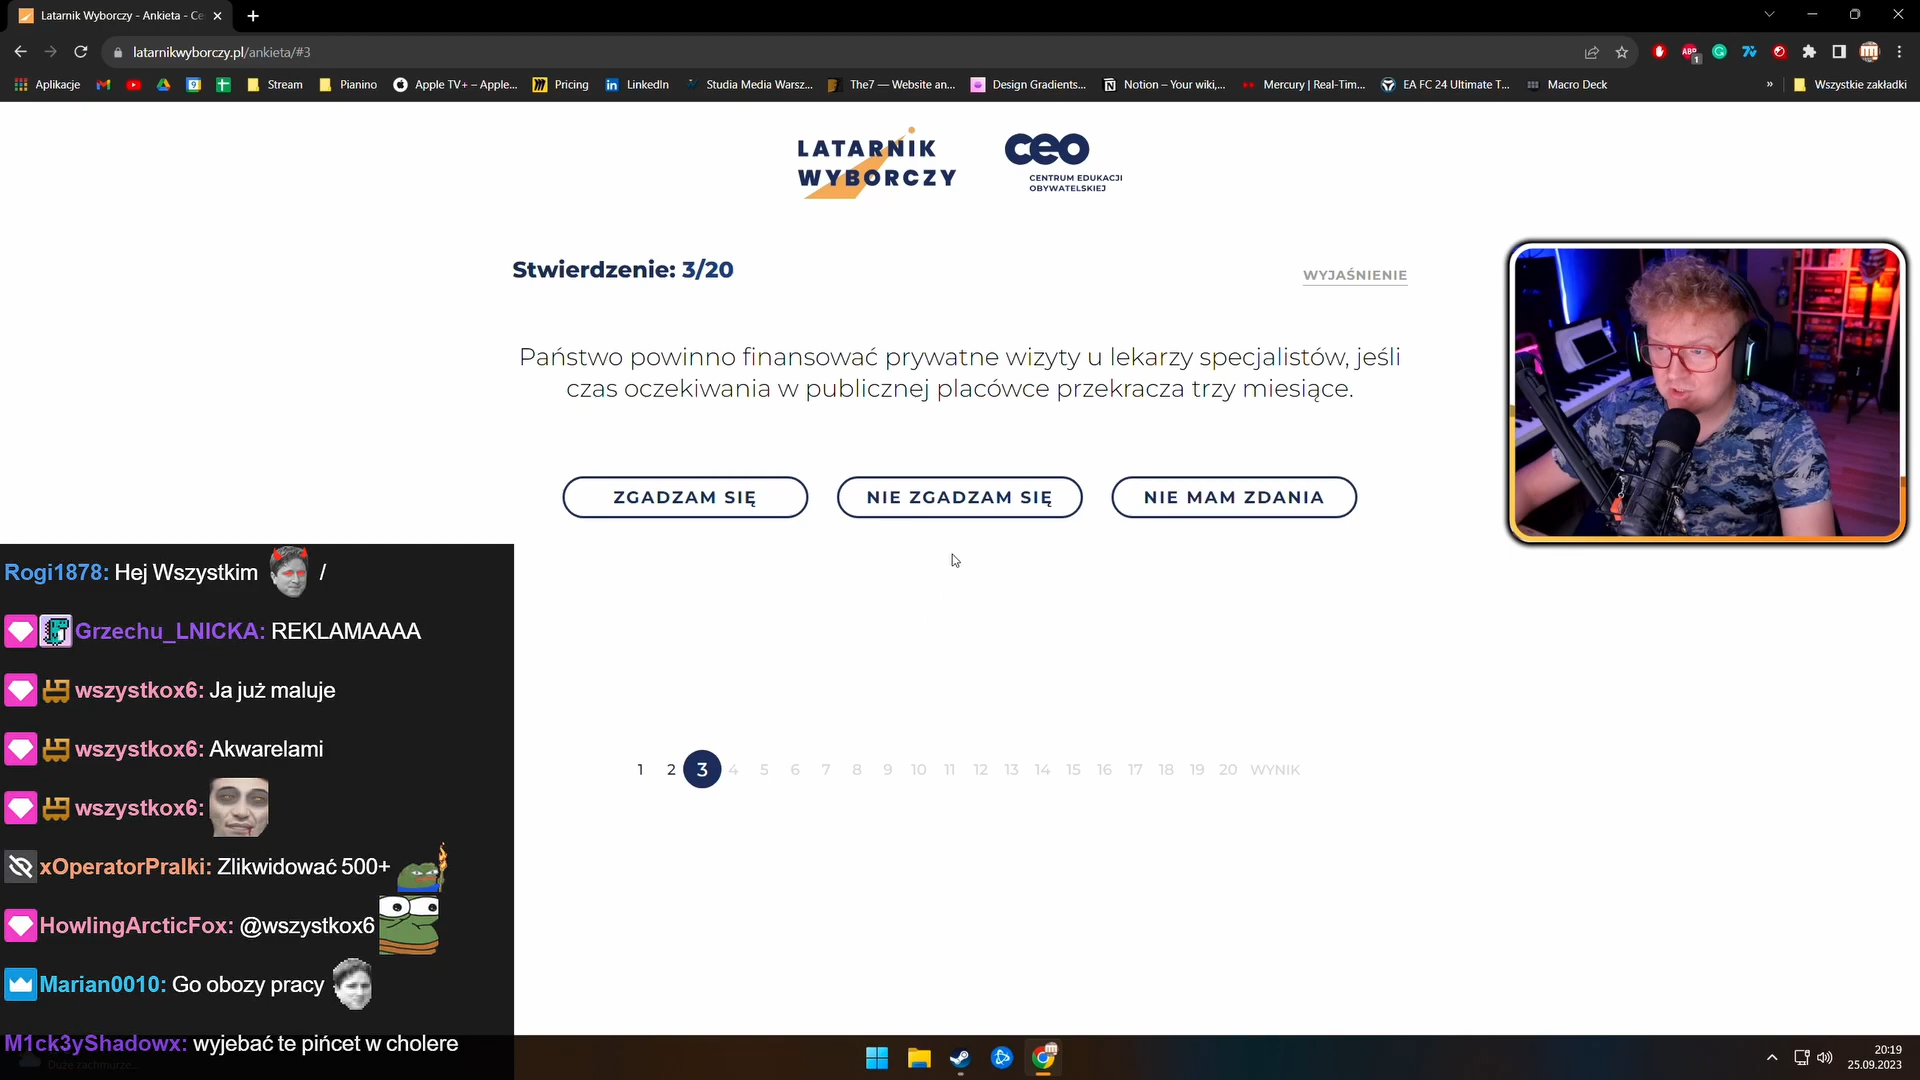 Latarnik Wyborczy - Ankieta - Ce
latarnikwyborczy.pl/ankieta/#3
Aplikacje
Stream
Pianino
Apple TV+ – Apple...
Pricing
LinkedIn
Studia Media Warsz...
The7 — Website an...
Design Gradients...
Notion – Your wiki,...
Mercury | Real-Tim...
EA FC 24 Ultimate T...
Macro Deck
»
Wszystkie zakładki
LATARNIK
WYBORCZY
ceo
CENTRUM EDUKACJI
OBYWATELSKIEJ
Stwierdzenie: 3/20
WYJAŚNIENIE
Państwo powinno finansować prywatne wizyty u lekarzy specjalistów, jeśli
czas oczekiwania w publicznej placówce przekracza trzy miesiące.
ZGADZAM SIĘ
NIE ZGADZAM SIĘ
NIE MAM ZDANIA
Rogi1878: Hej Wszystkim /
Grzechu_LNICKA: REKLAMAAAA
wszystkox6: Ja już maluje
wszystkox6: Akwarelami
wszystkox6:
xOperatorPralki: Zlikwidować 500+
HowlingArcticFox: @wszystkox6
Marian0010: Go obozy pracy
M1ck3yShadowx: wyjebać te pińcet w cholere
Duże zachmurze...
1 2 3 4 5 6 7 8 9 10 11 12 13 14 15 16 17 18 19 20 WYNIK
20:19
25.09.2023